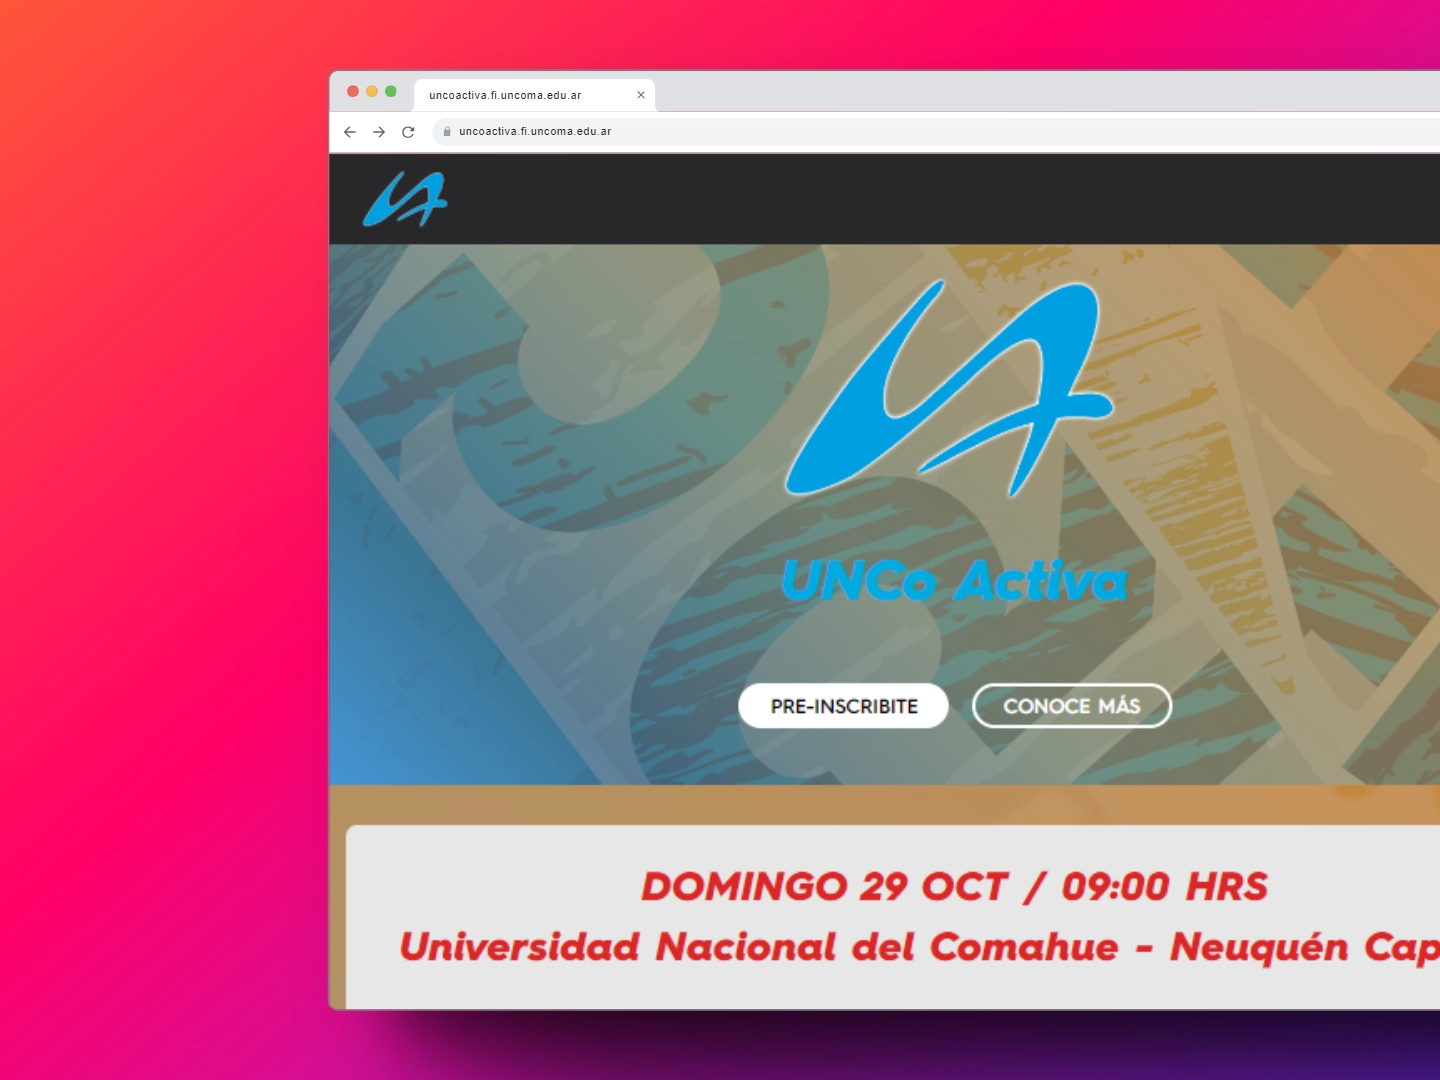 uncoactiva.fi.uncoma.edu.ar
uncoactiva.fi.uncoma.edu.ar
UNCo Activa
PRE-INSCRIBITE
CONOCE MÁS
DOMINGO 29 OCT / 09:00 HRS
Universidad Nacional del Comahue - Neuquén Cap